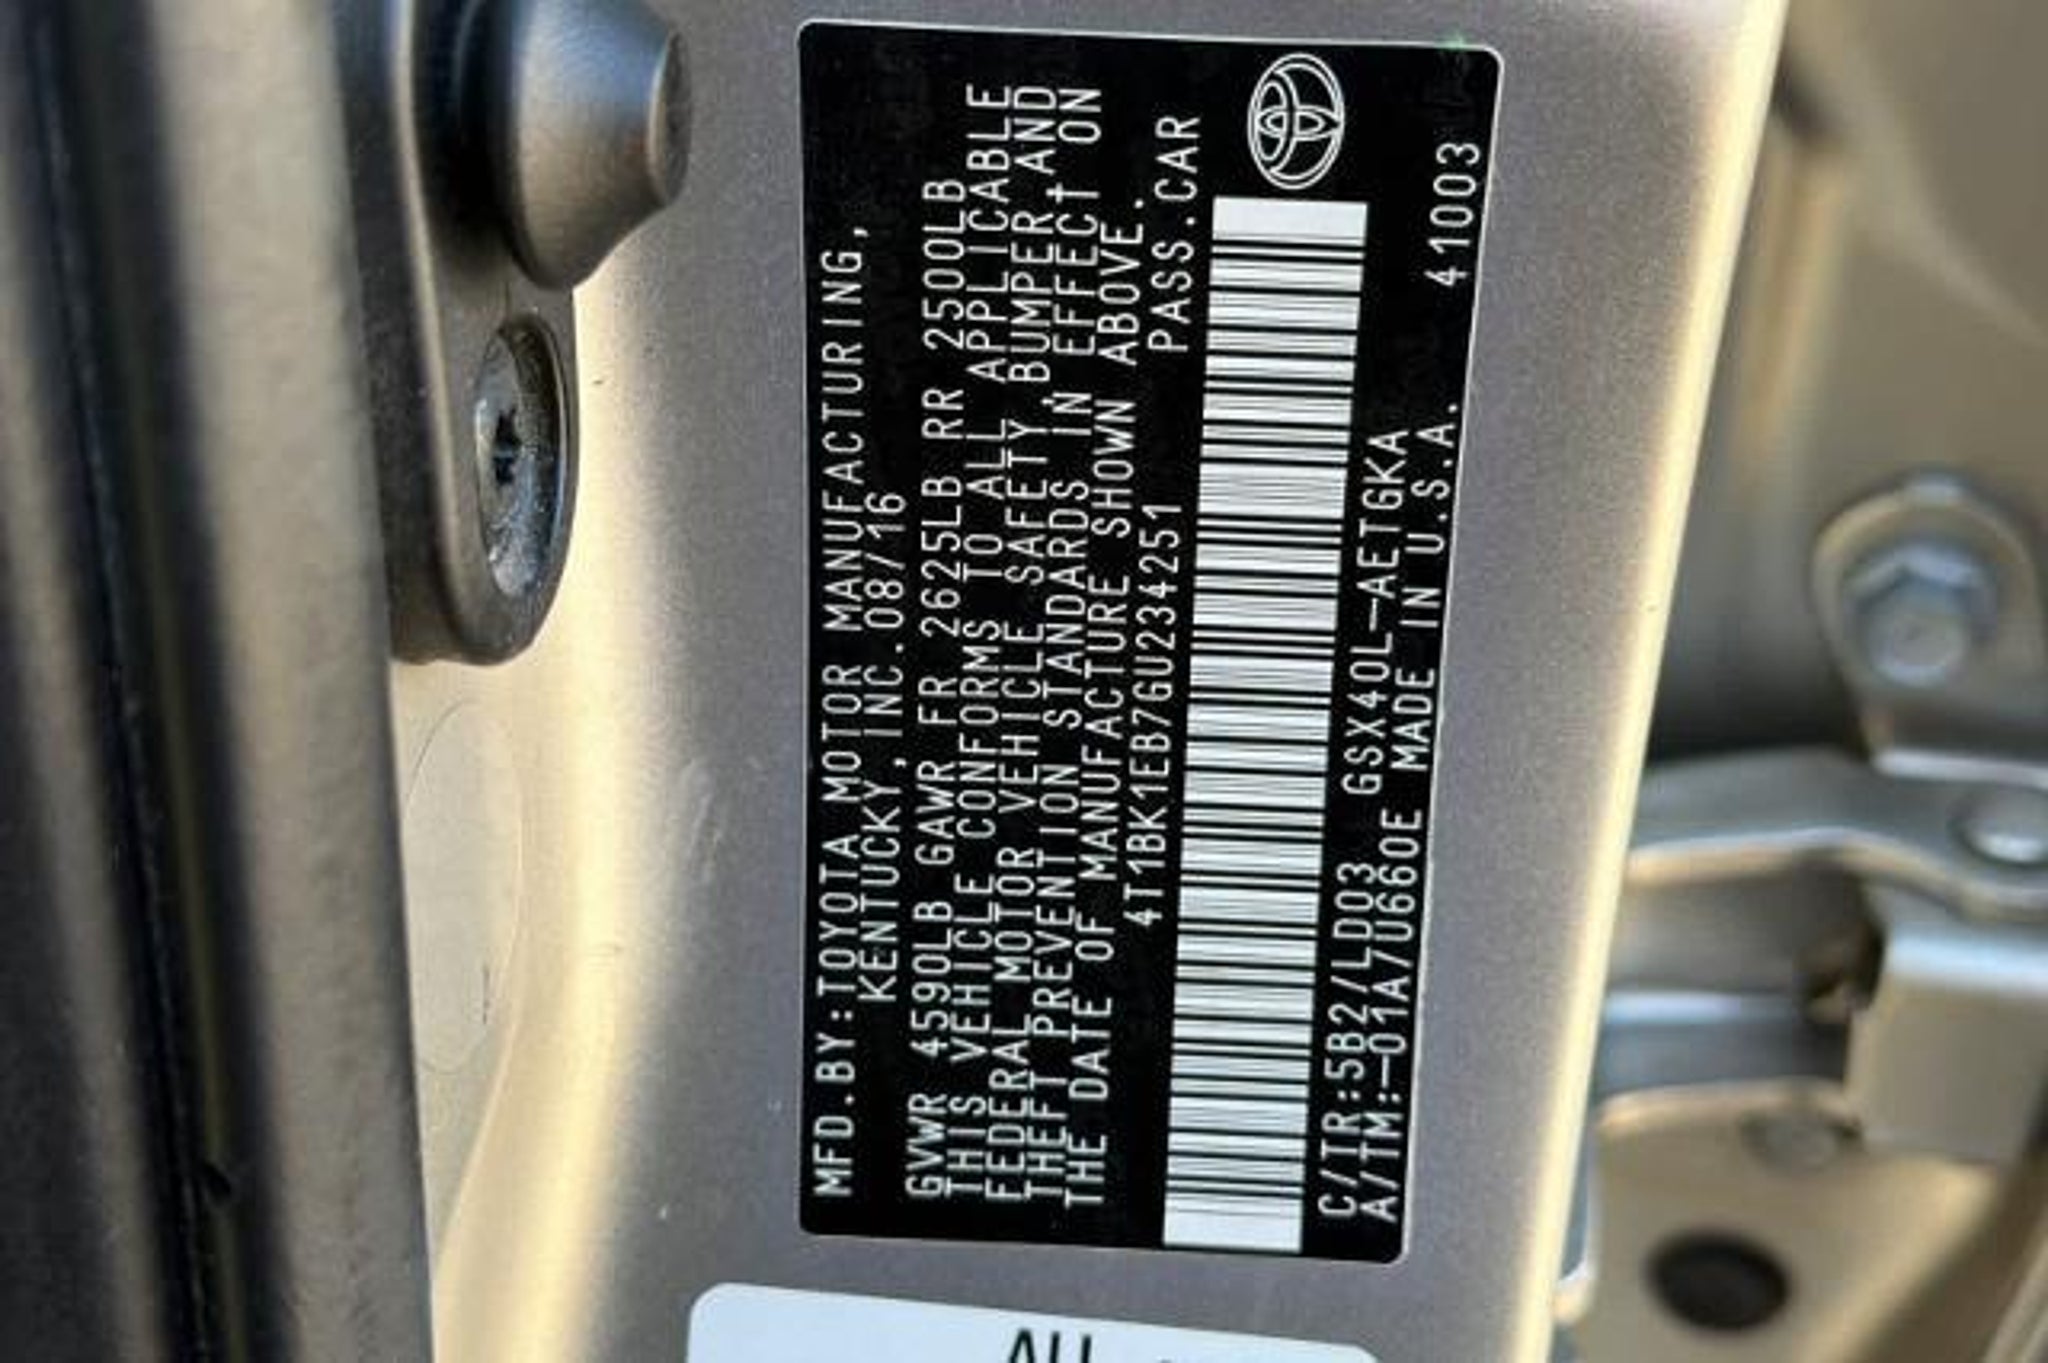 MFD.BY:TOYOTA MOTOR MANUFACTURING,
KENTUCKY,INC.08/16
GVWR 4590LB GAWR FR 2625LB RR 2500LB
THIS VEHICLE CONFORMS TO ALL APPLICABLE
FEDERAL MOTOR VEHICLE SAFETY,BUMPER,AND
THEFT PREVENTION STANDARDS IN EFFECT ON
THE DATE OF MANUFACTURE SHOWN ABOVE.
4T1BK1EB7GU234251 PASS.CAR
C/TR:5B2/LD03 GSX40L-AETGKA
A/TM:-01A/U660E MADE IN U.S.A. 41003